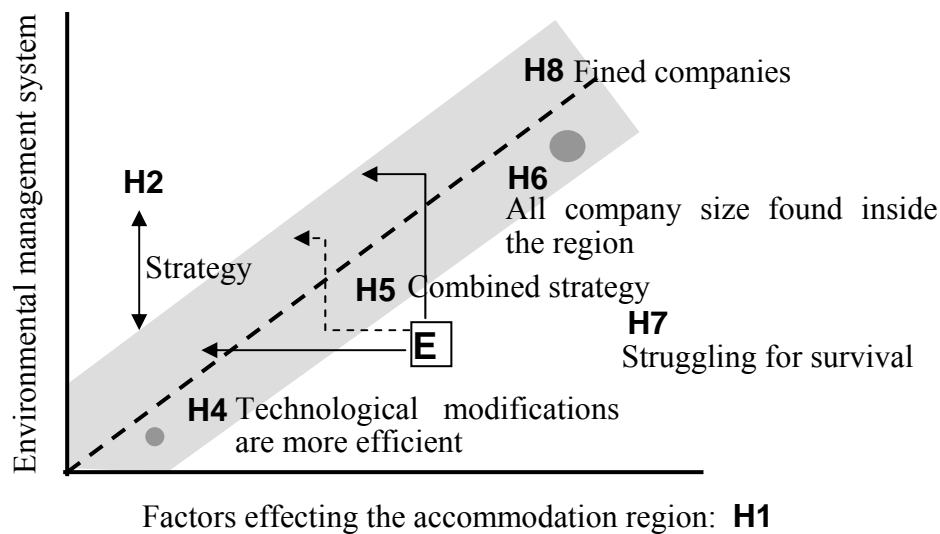 Environmental management system
H8 Fined companies
H2
H6
All company size found inside
the region
Strategy
H5 Combined strategy
H7
E
Struggling for survival
H4 Technological modifications
are more efficient
Factors effecting the accommodation region: H1